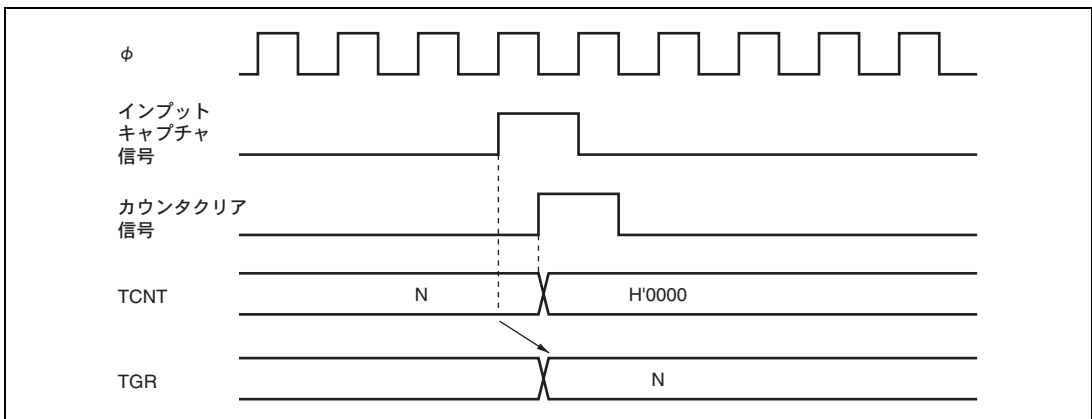 φ
インプット
キャプチャ
信号
カウンタクリア
信号
TCNT
N
H'0000
TGR
N